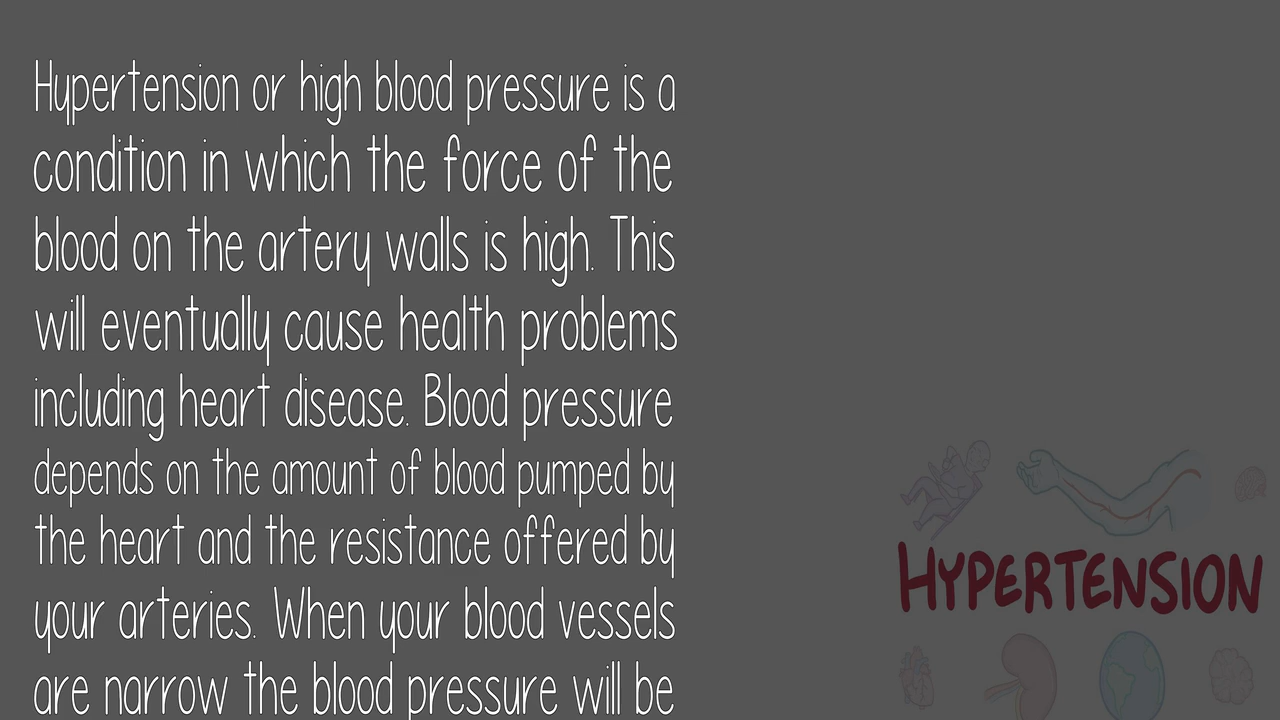 Hypertension or high blood pressure is a
condition in which the force of the
blood on the artery walls is high. This
will eventually cause health problems
including heart disease. Blood pressure
depends on the amount of blood pumped by
the heart and the resistance offered by
your arteries. When your blood vessels
are narrow the blood pressure will be
HYPERTENSION